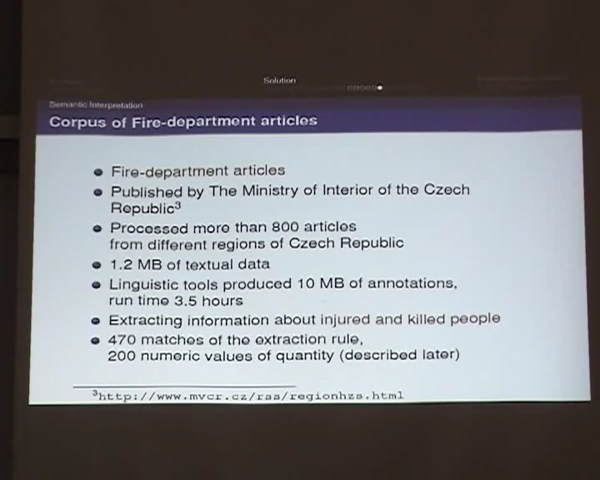 Solution
Semantic Interpretation
Corpus of Fire-department articles
Fire-department articles
Published by The Ministry of Interior of the Czech
Republic3
Processed more than 800 articles
from different regions of Czech Republic
1.2 MB of textual data
Linguistic tools produced 10 MB of annotations,
run time 3.5 hours
Extracting information about injured and killed people
470 matches of the extraction rule,
200 numeric values of quantity (described later)
3http://www.mvcr.cz/rss/regionhzs.html